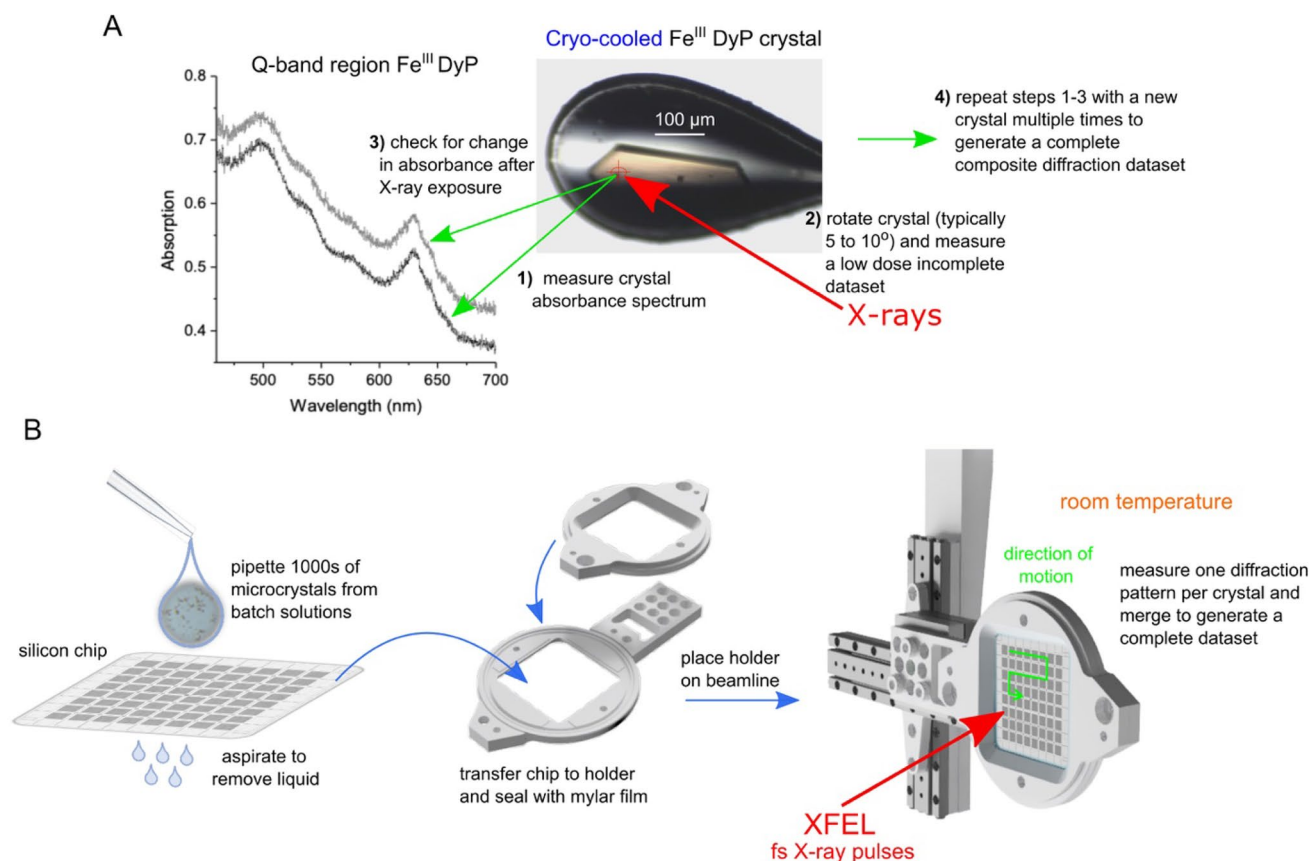 A
Q-band region Fe^III DyP
Cryo-cooled Fe^III DyP crystal
0.8
0.7
0.6
0.5
0.4
Absorption
500
550
600
650
700
Wavelength (nm)
3) check for change
in absorbance after
X-ray exposure
1) measure crystal
absorbance spectrum
100 µm
2) rotate crystal (typically
5 to 10°) and measure
a low dose incomplete
dataset
X-rays
4) repeat steps 1-3 with a new
crystal multiple times to
generate a complete
composite diffraction dataset
B
pipette 1000s of
microcrystals from
batch solutions
silicon chip
aspirate to
remove liquid
transfer chip to holder
and seal with mylar film
place holder
on beamline
room temperature
direction of
motion
measure one diffraction
pattern per crystal and
merge to generate a
complete dataset
XFEL
fs X-ray pulses